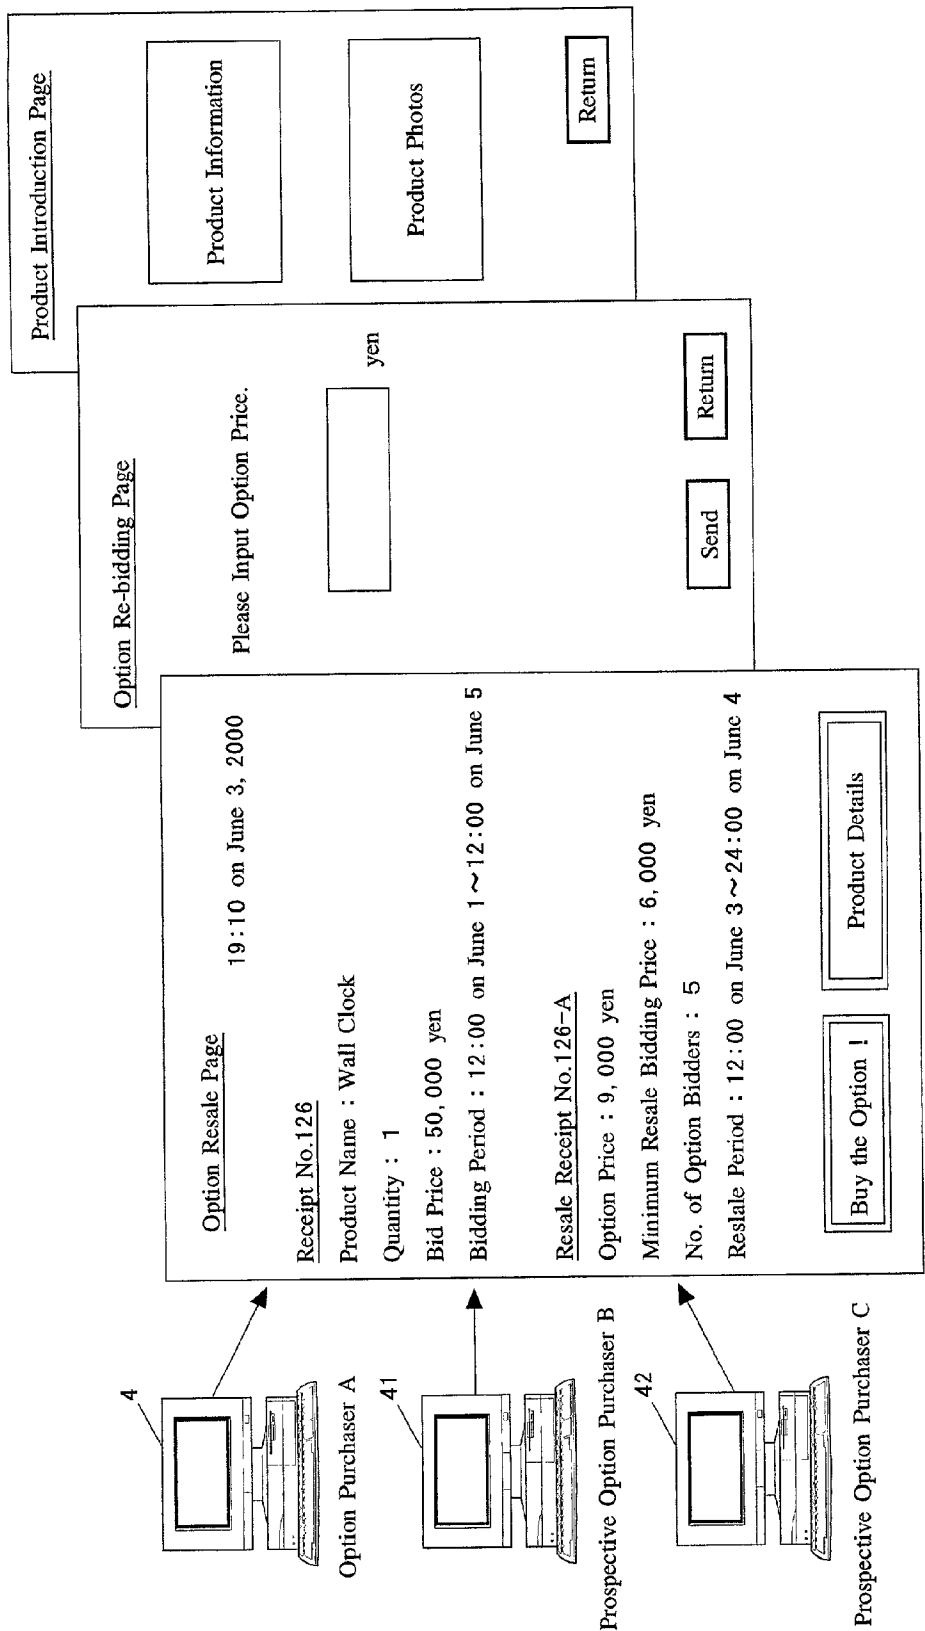 Option Resale Page
19:10 on June 3, 2000
Receipt No.126
Product Name : Wall Clock
Quantity : 1
Bid Price : 50,000 yen
Bidding Period : 12:00 on June 1～12:00 on June 5
Resale Receipt No.126-A
Option Price : 9,000 yen
Minimum Resale Bidding Price : 6,000 yen
No. of Option Bidders : 5
Reslale Period : 12:00 on June 3～24:00 on June 4
Buy the Option !
Product Details
Option Re-bidding Page
Please Input Option Price.
yen
Send
Return
Product Introduction Page
Product Information
Product Photos
Return
4
Option Purchaser A
41
Prospective Option Purchaser B
42
Prospective Option Purchaser C